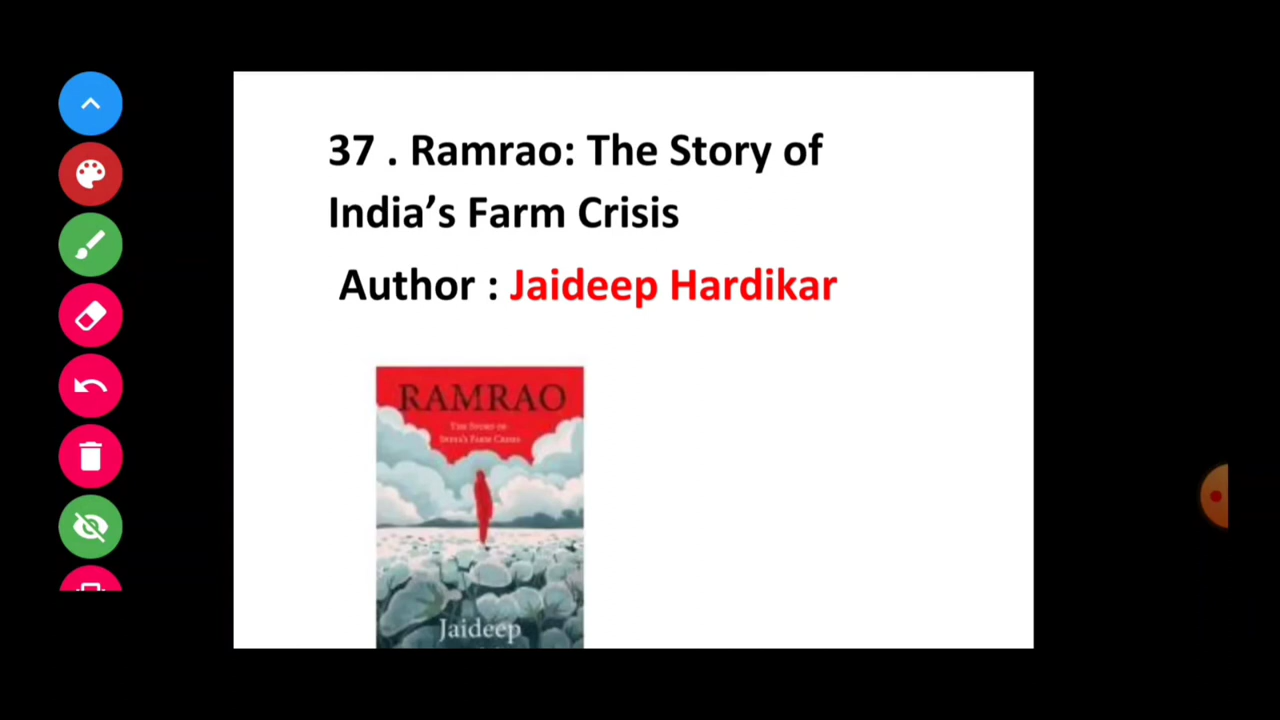 37 . Ramrao: The Story of
India’s Farm Crisis
Author : Jaideep Hardikar
RAMRAO
THE STORY OF
INDIA'S FARM CRISIS
Jaideep